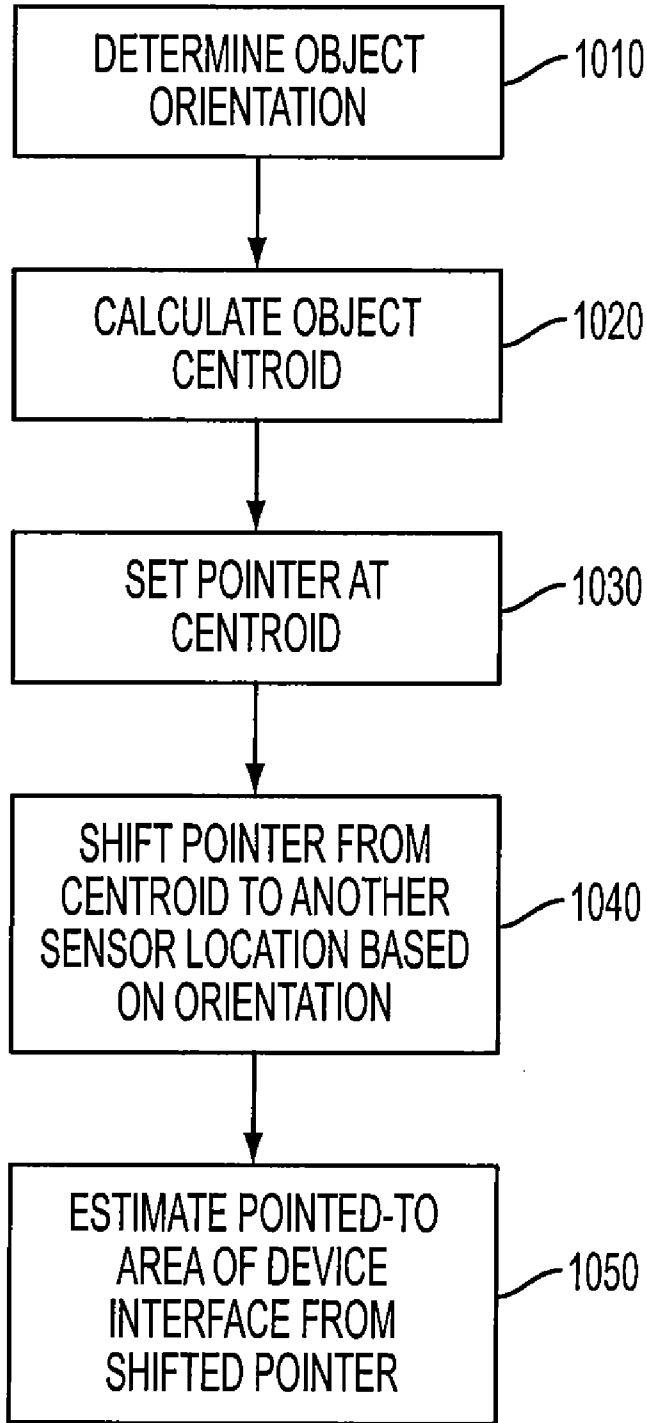 DETERMINE OBJECT
ORIENTATION
1010
CALCULATE OBJECT
CENTROID
1020
SET POINTER AT
CENTROID
1030
SHIFT POINTER FROM
CENTROID TO ANOTHER
SENSOR LOCATION BASED
ON ORIENTATION
1040
ESTIMATE POINTED-TO
AREA OF DEVICE
INTERFACE FROM
SHIFTED POINTER
1050